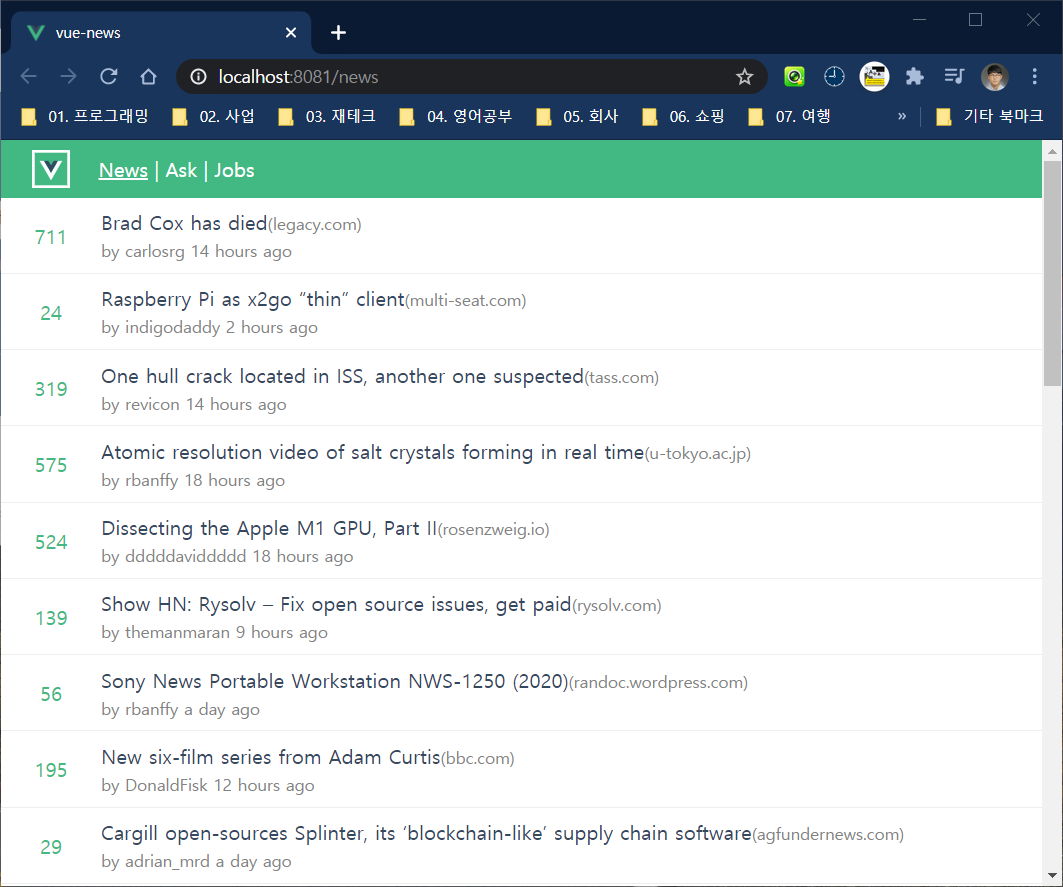 vue-news
localhost:8081/news
01. 프로그래밍 02. 사업 03. 재테크 04. 영어공부 05. 회사 06. 쇼핑 07. 여행 » 기타 북마크
News | Ask | Jobs
711
Brad Cox has died(legacy.com)
by carlosrg 14 hours ago
24
Raspberry Pi as x2go “thin” client(multi-seat.com)
by indigodaddy 2 hours ago
319
One hull crack located in ISS, another one suspected(tass.com)
by revicon 14 hours ago
575
Atomic resolution video of salt crystals forming in real time(u-tokyo.ac.jp)
by rbanffy 18 hours ago
524
Dissecting the Apple M1 GPU, Part II(rosenzweig.io)
by dddddaviddddd 18 hours ago
139
Show HN: Rysolv – Fix open source issues, get paid(rysolv.com)
by themanmaran 9 hours ago
56
Sony News Portable Workstation NWS-1250 (2020)(randoc.wordpress.com)
by rbanffy a day ago
195
New six-film series from Adam Curtis(bbc.com)
by DonaldFisk 12 hours ago
29
Cargill open-sources Splinter, its ‘blockchain-like’ supply chain software(agfundernews.com)
by adrian_mrd a day ago